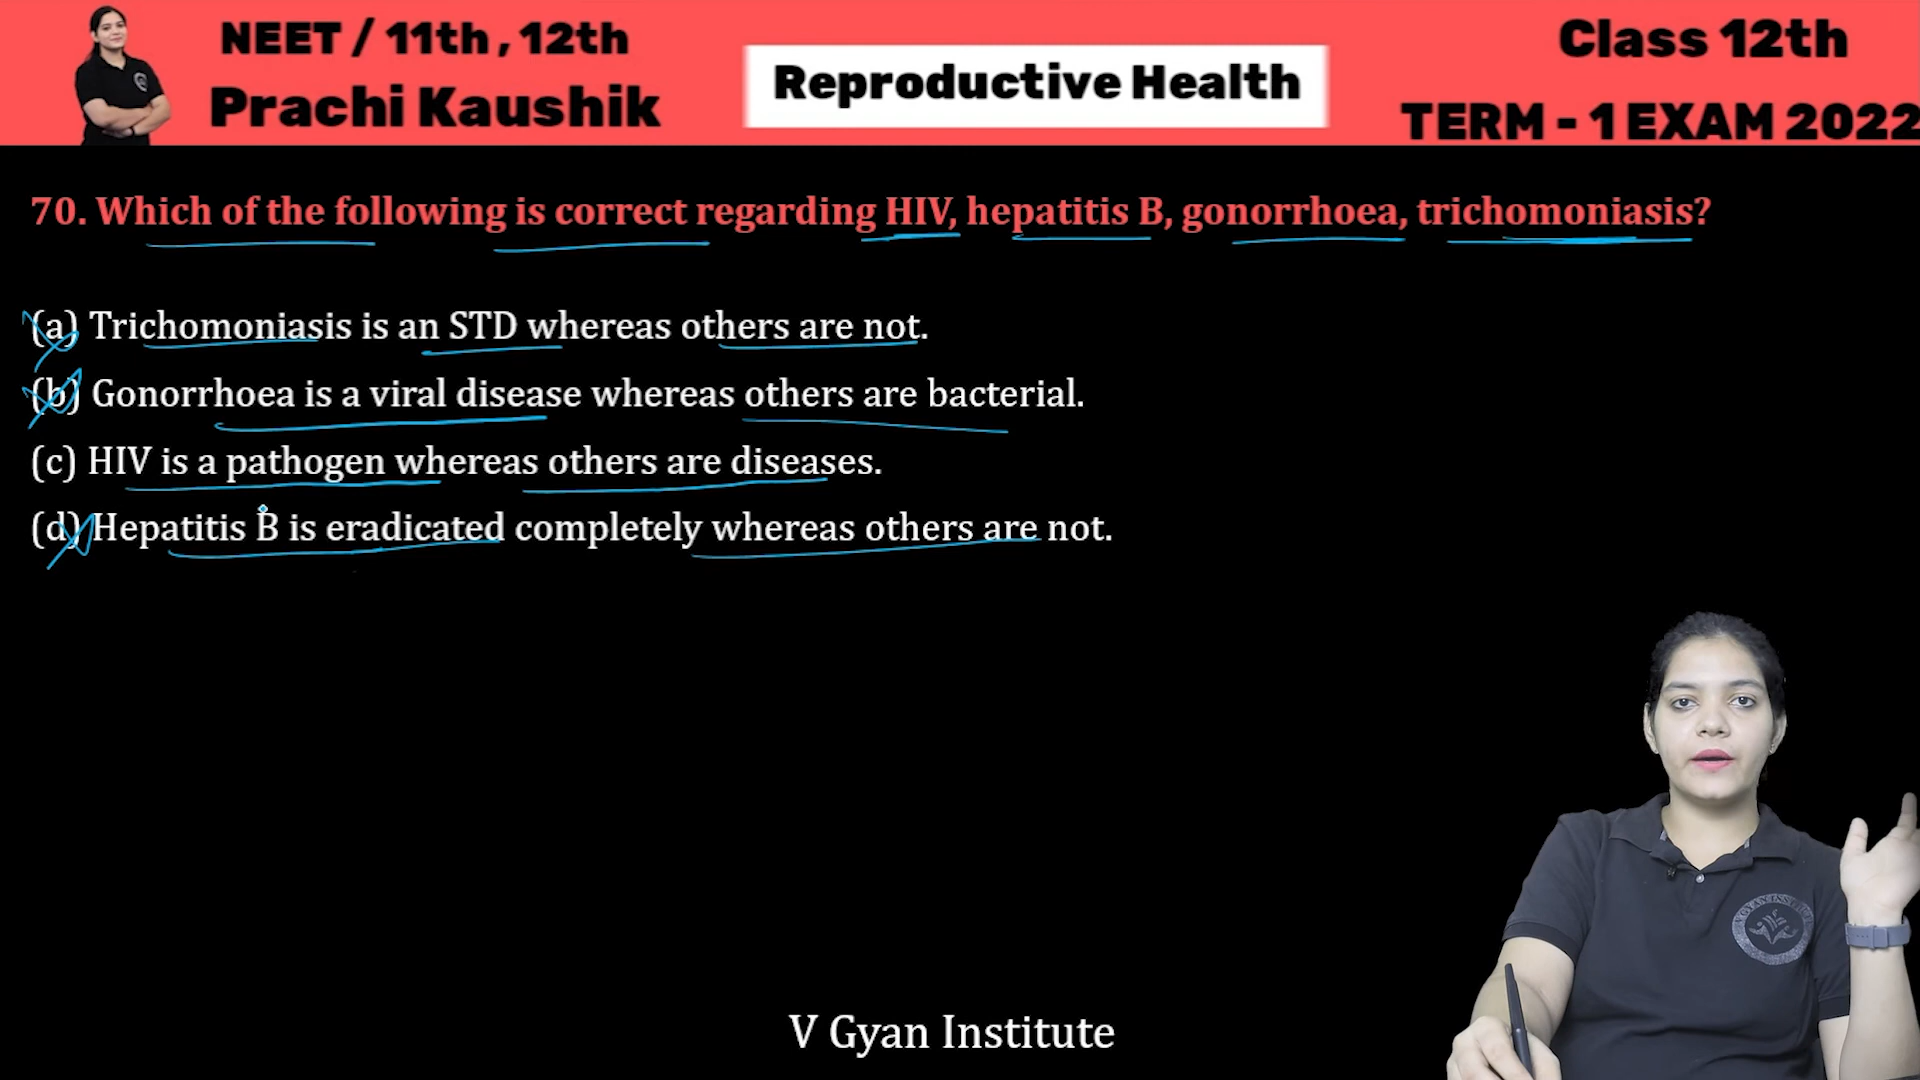 NEET / 11th , 12th
Prachi Kaushik
Reproductive Health
Class 12th
TERM - 1 EXAM 2022
70. Which of the following is correct regarding HIV, hepatitis B, gonorrhoea, trichomoniasis?
(a) Trichomoniasis is an STD whereas others are not.
(b) Gonorrhoea is a viral disease whereas others are bacterial.
(c) HIV is a pathogen whereas others are diseases.
(d) Hepatitis B is eradicated completely whereas others are not.
V Gyan Institute